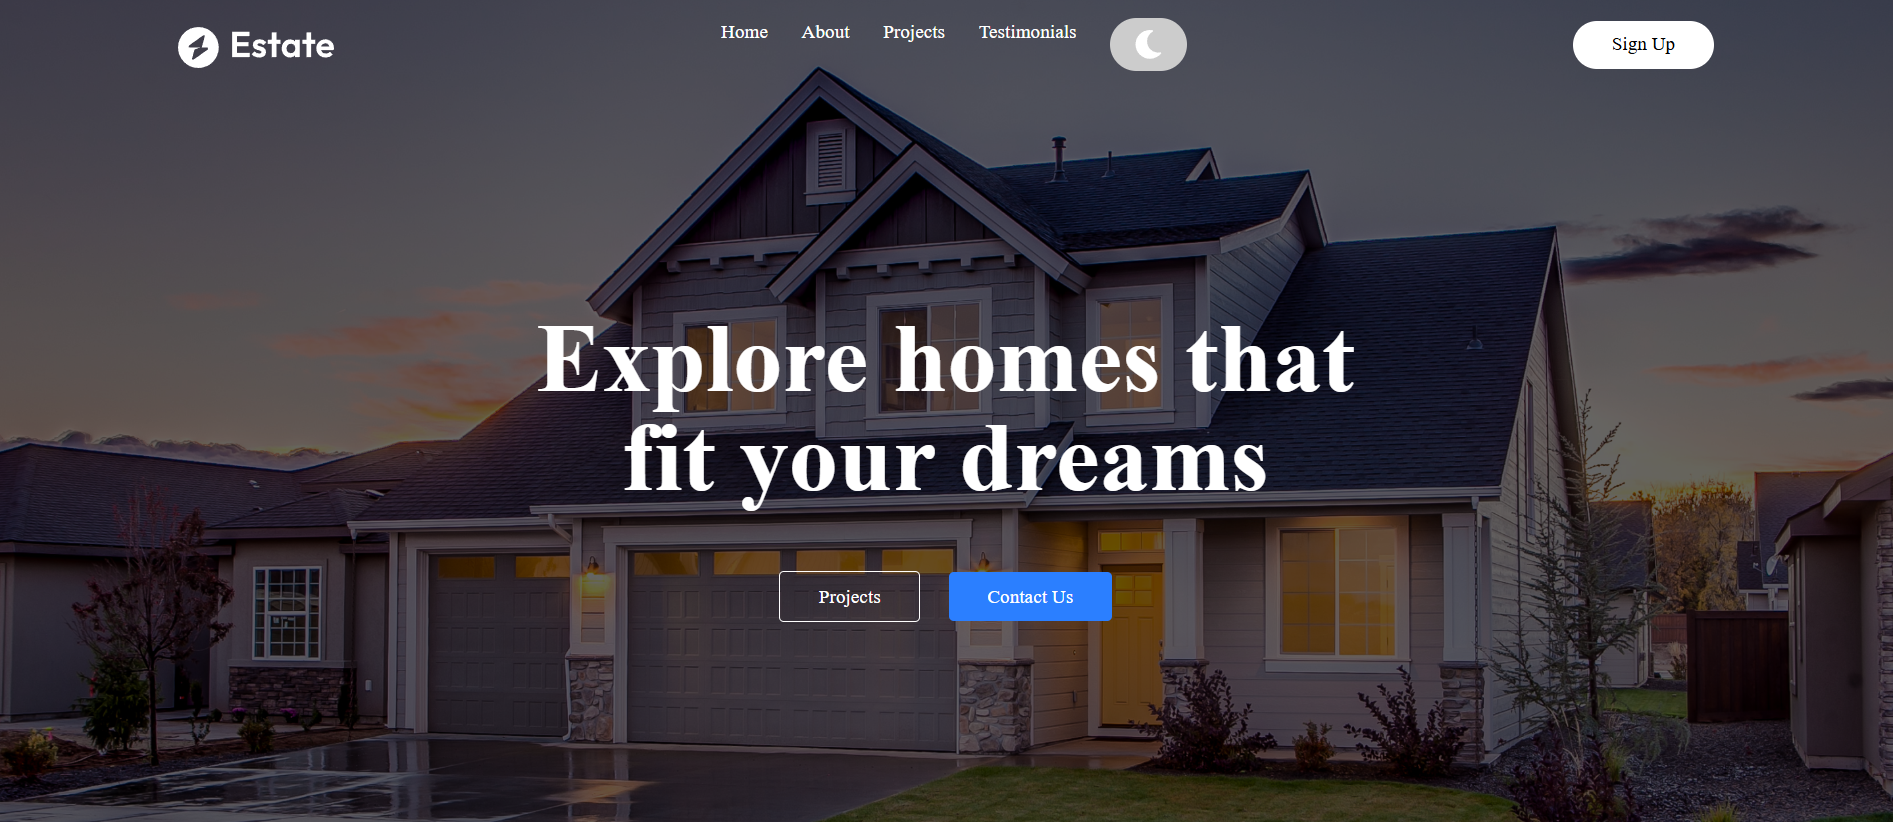 Estate
Home
About
Projects
Testimonials
Sign Up
Explore homes that
fit your dreams
Projects
Contact Us